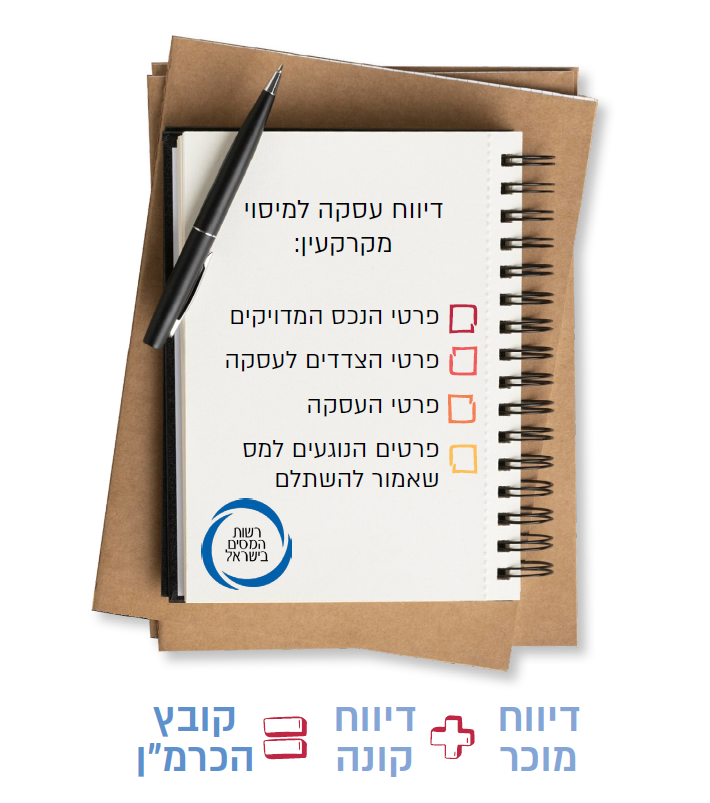 דיווח עסקה למיסוי
מקרקעין:
פרטי הנכס המדויקים
פרטי הצדדים לעסקה
פרטי העסקה
פרטים הנוגעים למס
שאמור להשתלם
רשות
המסים
בישראל
דיווח
מוכר
+
דיווח
קונה
=
קובץ
הכרמ"ן